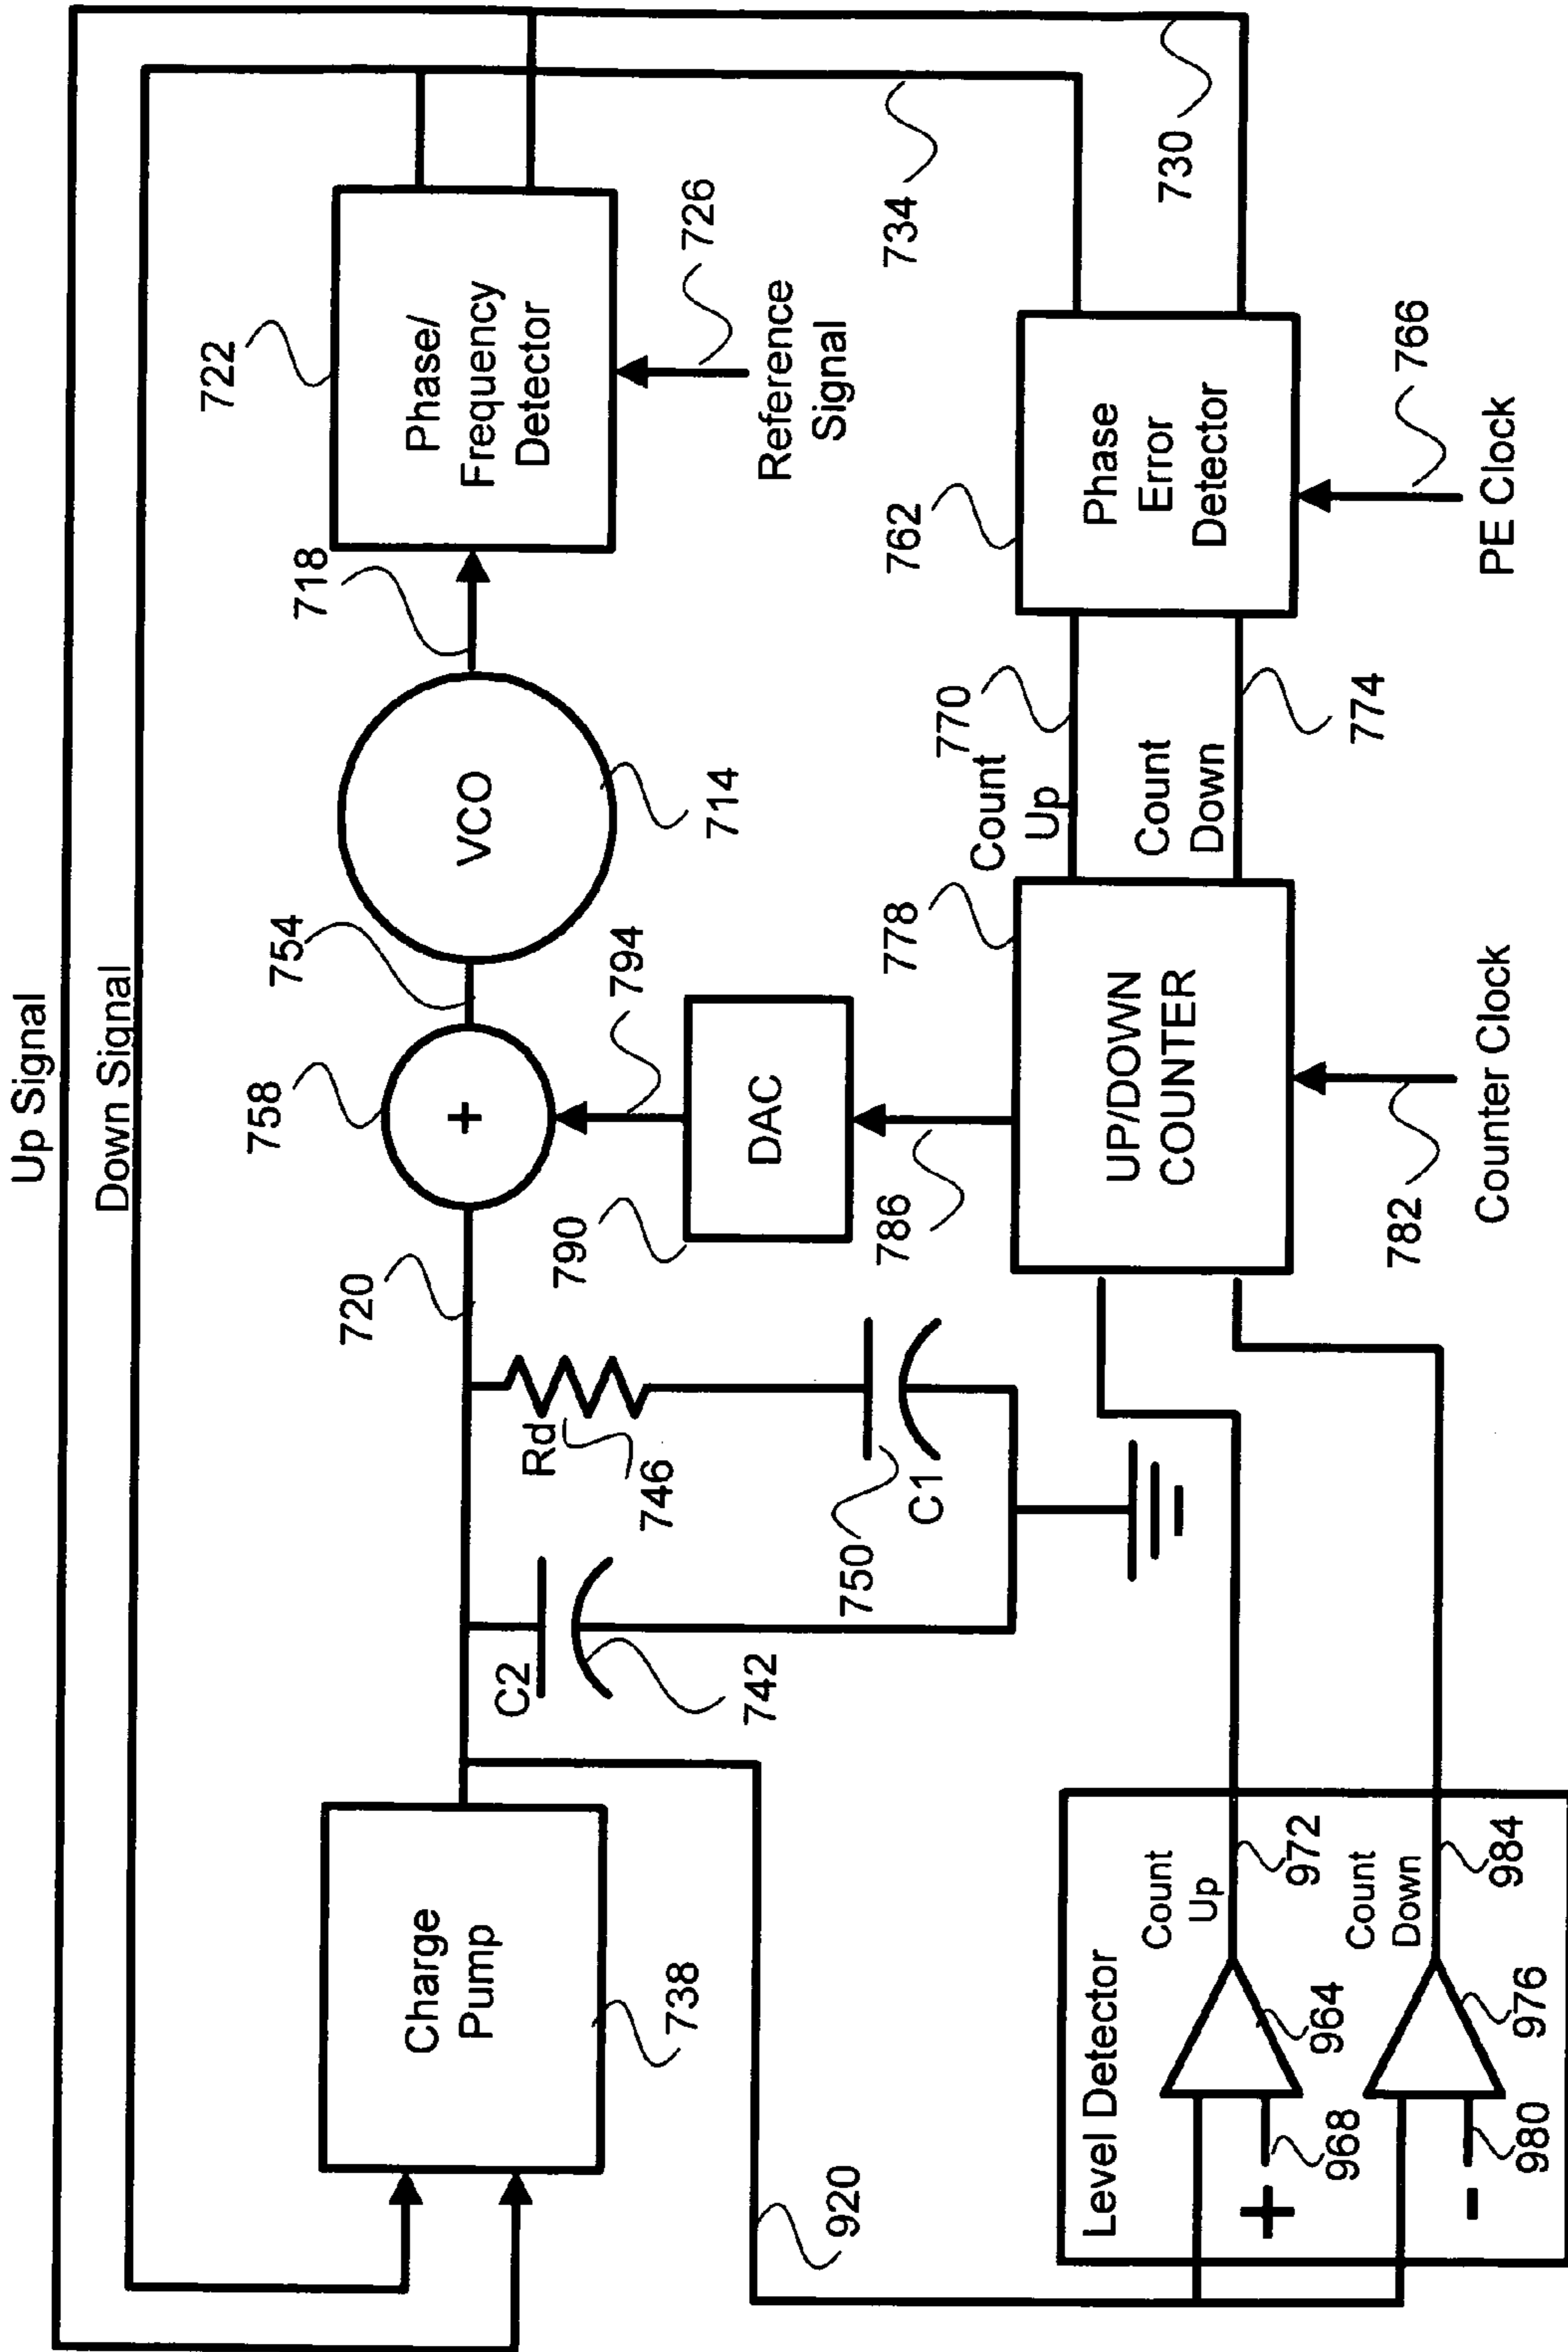 Up Signal
Down Signal
722
Phase/
Frequency
Detector
726
Reference
Signal
718
VCO
714
754
758
+
794
DAC
790
786
720
Rd
746
750
C1
C2
742
Charge
Pump
738
734
730
762
Phase
Error
Detector
766
PE Clock
770
Count
Up
Count
Down
774
778
UP/DOWN
COUNTER
782
Counter Clock
920
Level Detector
Count
Up
972
964
+
968
Count
Down
984
976
-
980